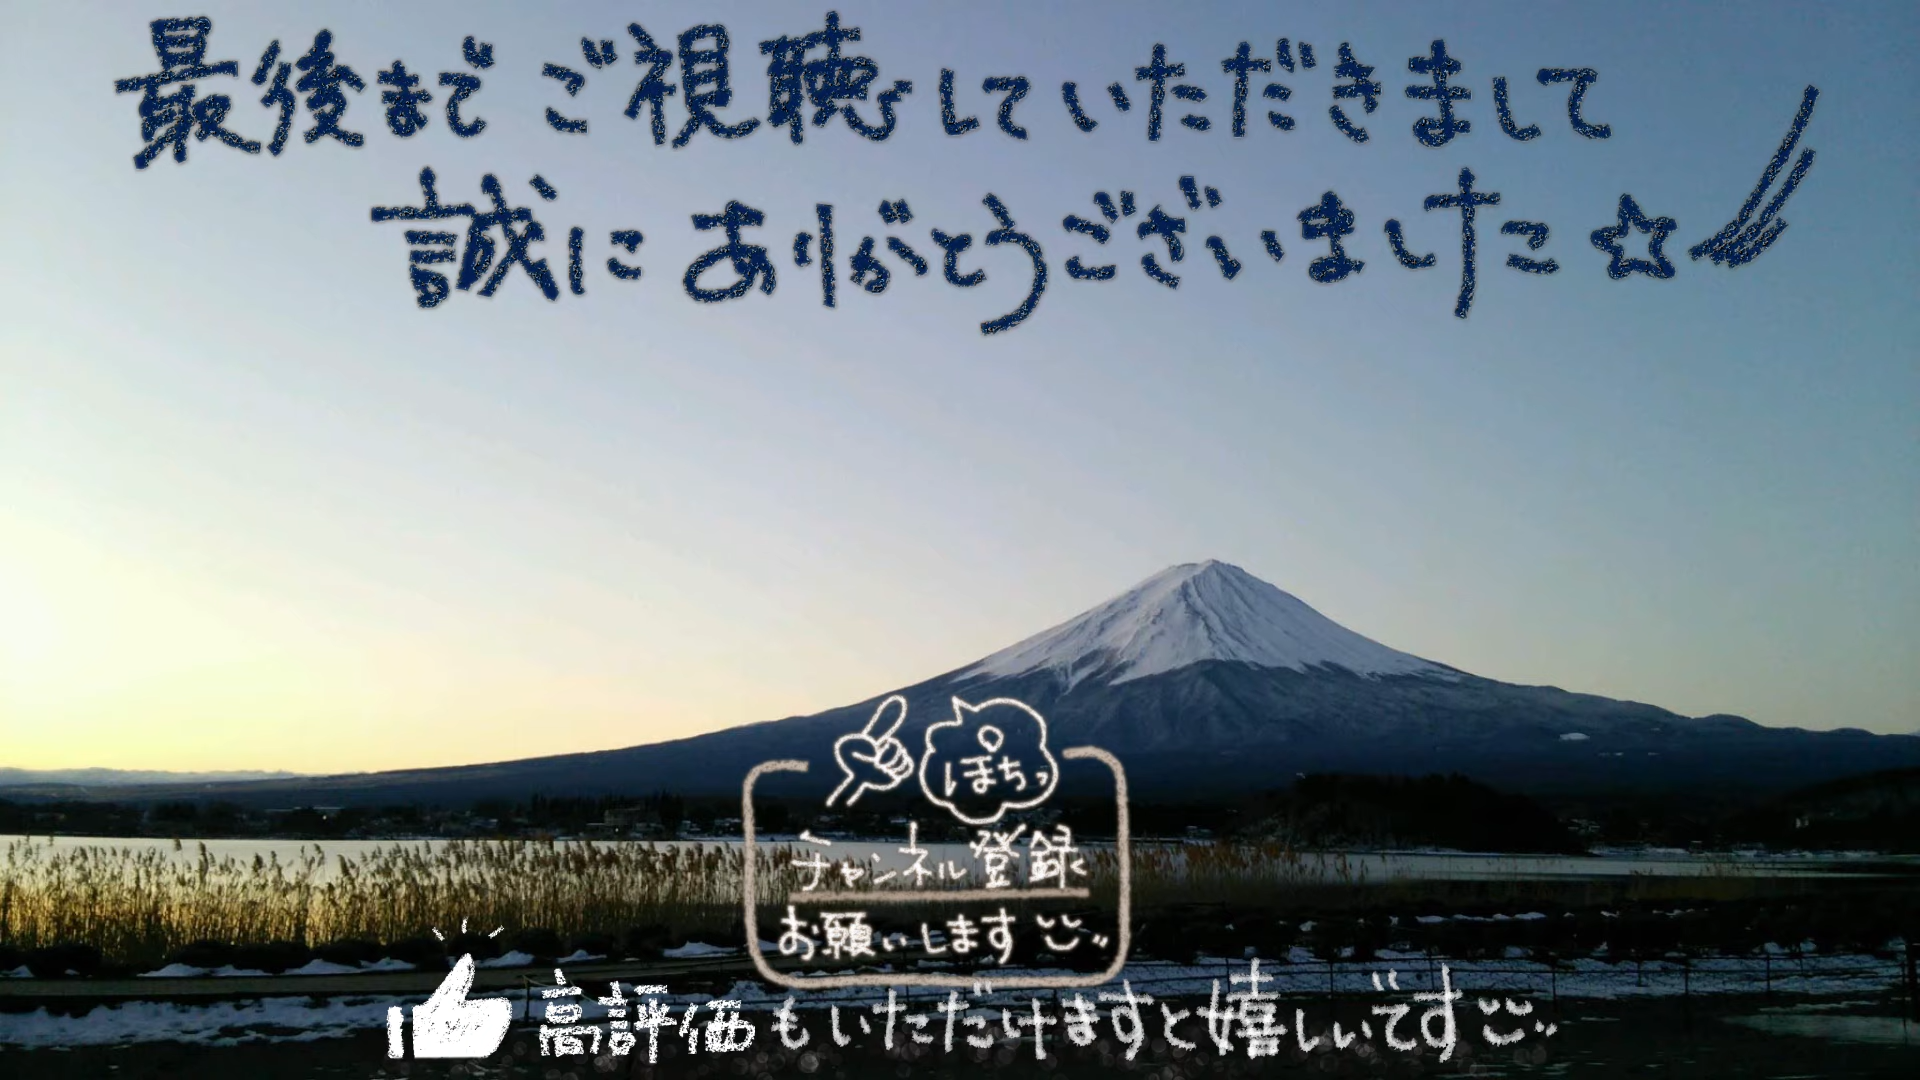 最後まで ご視聴していただきまして
誠に ありがとうございました☆
ぽちっ
チャンネル登録
お願いします
高評価もいただけますと嬉しいです